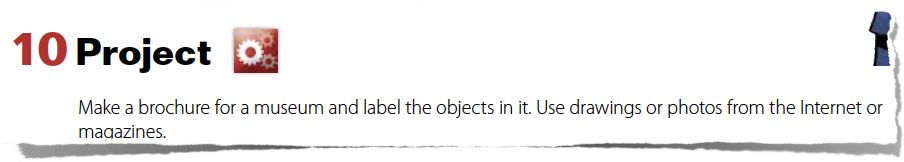 10 Project
Make a brochure for a museum and label the objects in it. Use drawings or photos from the Internet or
magazines.